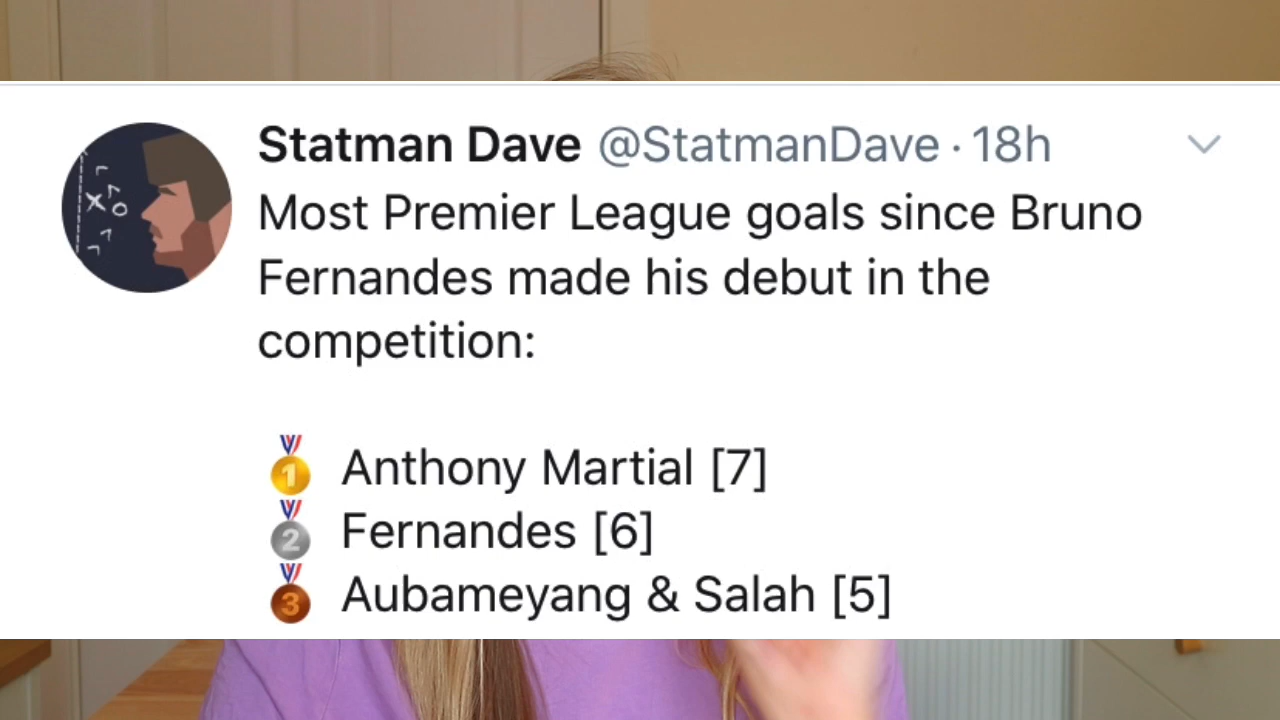 Statman Dave @StatmanDave · 18h
Most Premier League goals since Bruno
Fernandes made his debut in the
competition:
🥇 Anthony Martial [7]
🥈 Fernandes [6]
🥉 Aubameyang & Salah [5]